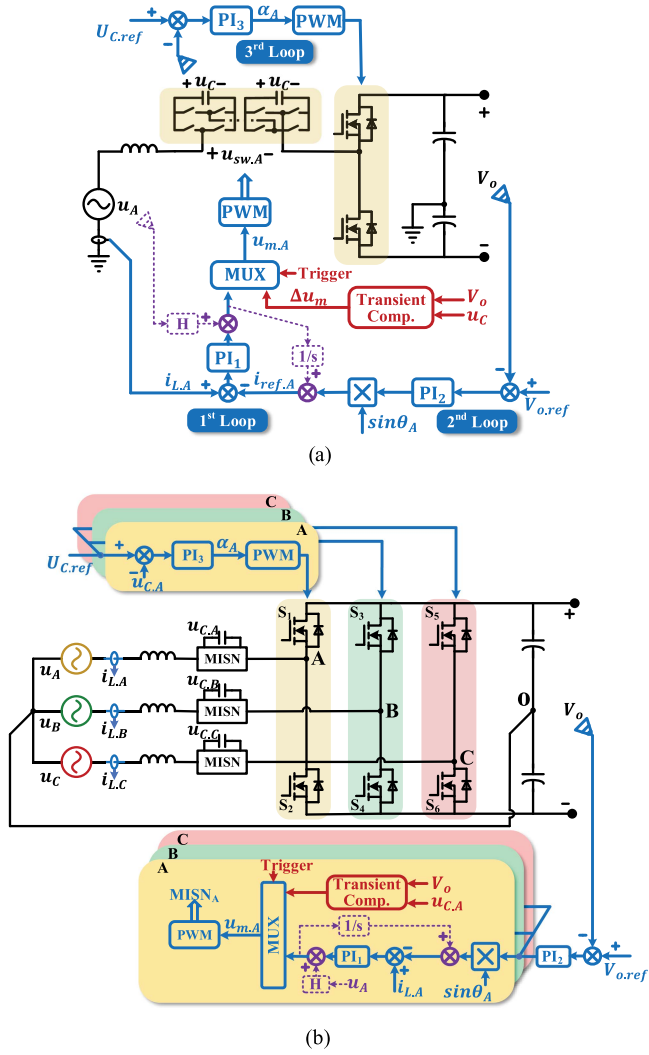 U_C.ref + - PI_3 α_A PWM
3rd Loop
+ u_C - + u_C -
+ u_sw.A -
u_A
PWM
u_m.A
MUX Trigger
Δu_m Transient Comp. V_o u_C
H + 1/s
PI_1
i_L.A + - i_ref.A + PI_2 - + V_o.ref
1st Loop sinθ_A 2nd Loop
+ V_o -
(a)
C
B
A
U_C.ref + - u_C.A PI_3 α_A PWM
S_1 S_3 S_5 +
u_A i_L.A u_C.A MISN A
u_B i_L.B u_C.B MISN B O V_o
u_C i_L.C u_C.C MISN C
S_2 S_4 S_6 -
C
B
A
Trigger
MISN_A Transient Comp. V_o u_C.A
PWM u_m.A MUX 1/s
+ PI_1 - + + PI_2 - + V_o.ref
+ H u_A i_L.A sinθ_A
(b)